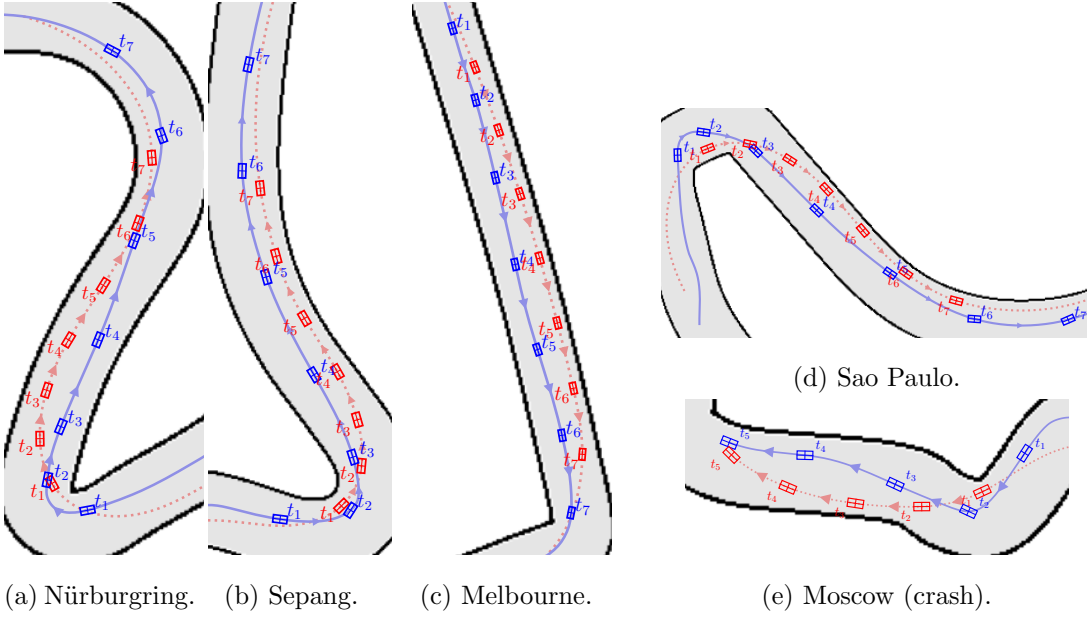 t₇
t₆
t₇
t₆
t₅
t₅
t₄
t₄
t₃
t₃
t₂
t₂
t₁
t₁
t₇
t₆
t₇
t₆
t₅
t₅
t₄
t₄
t₃
t₃
t₂
t₂
t₁
t₁
t₁
t₁
t₂
t₂
t₃
t₃
t₄
t₄
t₅
t₅
t₆
t₆
t₇
t₇
t₂
t₁
t₂
t₃
t₃
t₄
t₄
t₅
t₆
t₇
t₆
t₇
(d) Sao Paulo.
t₅
t₄
t₁
t₅
t₃
t₄
t₂
t₁
t₂
(a) Nürburgring.
(b) Sepang.
(c) Melbourne.
(e) Moscow (crash).